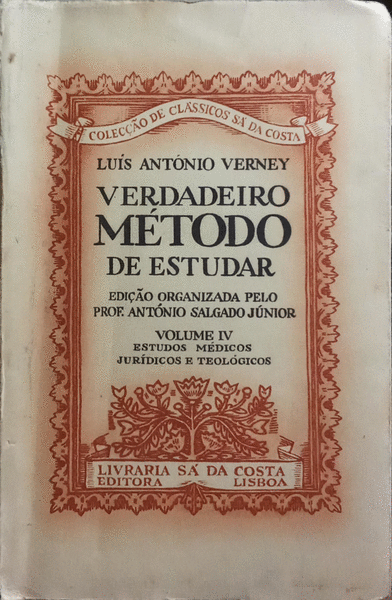 COLECÇÃO DE CLÁSSICOS SÁ DA COSTA
LUÍS ANTÓNIO VERNEY
VERDADEIRO
MÉTODO
DE ESTUDAR
EDIÇÃO ORGANIZADA PELO
PROF. ANTÓNIO SALGADO JÚNIOR
VOLUME IV
ESTUDOS MÉDICOS
JURÍDICOS E TEOLÓGICOS
LIVRARIA SÁ DA COSTA
EDITORA LISBOA